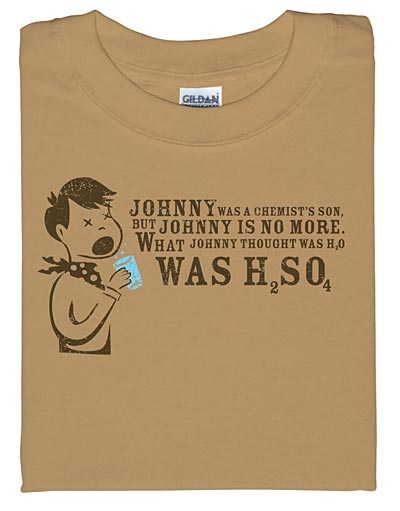 GILDAN
JOHNNY WAS A CHEMIST'S SON,
BUT JOHNNY IS NO MORE.
WHAT JOHNNY THOUGHT WAS H₂O
WAS H₂SO₄